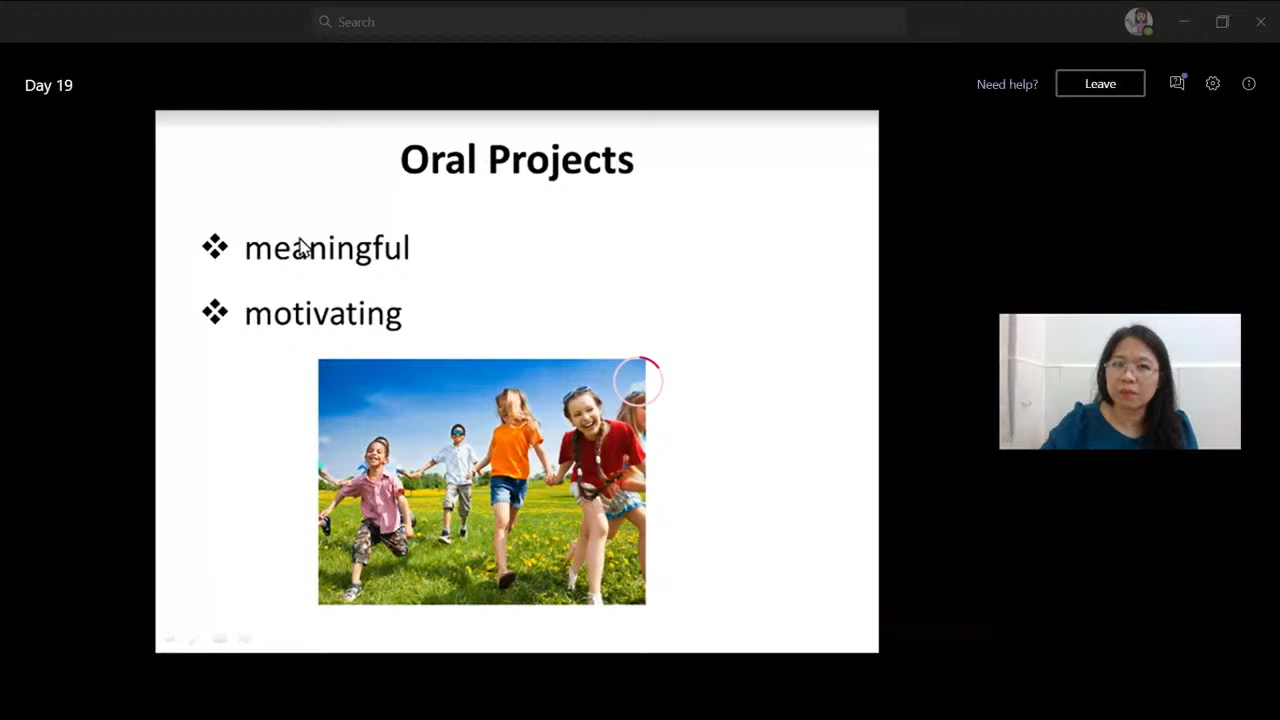 Search
Day 19
Need help?
Leave
Oral Projects
meaningful
motivating